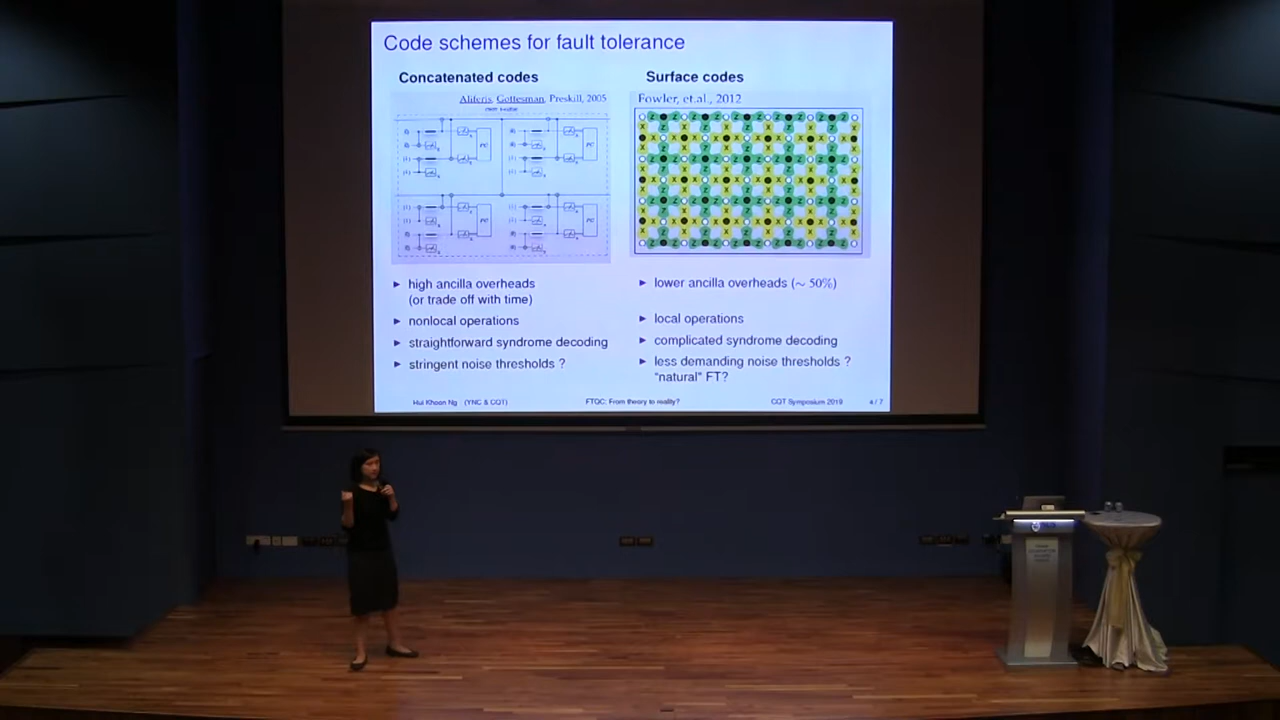 Code schemes for fault tolerance
Concatenated codes
Aliferis, Gottesman, Preskill, 2005
► high ancilla overheads
(or trade off with time)
► nonlocal operations
► straightforward syndrome decoding
► stringent noise thresholds ?
Surface codes
Fowler, et.al., 2012
► lower ancilla overheads (∼ 50%)
► local operations
► complicated syndrome decoding
► less demanding noise thresholds ?
"natural" FT?
Hui Khoon Ng (YNC & CQT)
FTQC: From theory to reality?
CQT Symposium 2019
4 / 7